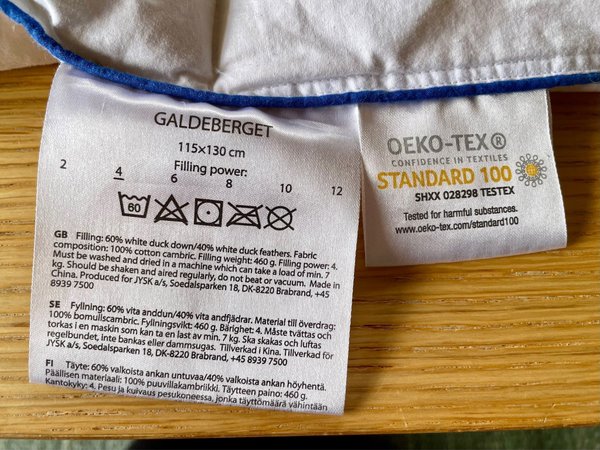 GALDEBERGET
115×130 cm
Filling power:
2 4 6 8 10 12
60
GB Filling: 60% white duck down/40% white duck feathers. Fabric
composition: 100% cotton cambric. Filling weight: 460 g. Filling power: 4.
Must be washed and dried in a machine which can take a load of min. 7
kg. Should be shaken and aired regularly, do not beat or vacuum. Made in
China. Produced for JYSK a/s, Soedalsparken 18, DK-8220 Brabrand, +45
8939 7500
SE Fyllning: 60% vita anddun/40% vita andfjädrar. Material till överdrag:
100% bomullscambric. Fyllningsvikt: 460 g. Bärighet: 4. Måste tvättas och
torkas i en maskin som kan ta en last av min. 7 kg. Ska skakas och luftas
regelbundet, inte bankas eller dammsugas. Tillverkad i Kina. Tillverkad för
JYSK a/s, Soedalsparken 18, DK-8220 Brabrand, +45 8939 7500
FI Täyte: 60% valkoista ankan untuvaa/40% valkoista ankan höyhentä.
Päällisen materiaali: 100% puuvillakambriikki. Täytteen paino: 460 g.
Kantokyky: 4. Pesu ja kuivaus pesukoneessa, jonka täyttömäärä vähintään
OEKO-TEX®
CONFIDENCE IN TEXTILES
STANDARD 100
SHXX 028298 TESTEX
Tested for harmful substances.
www.oeko-tex.com/standard100